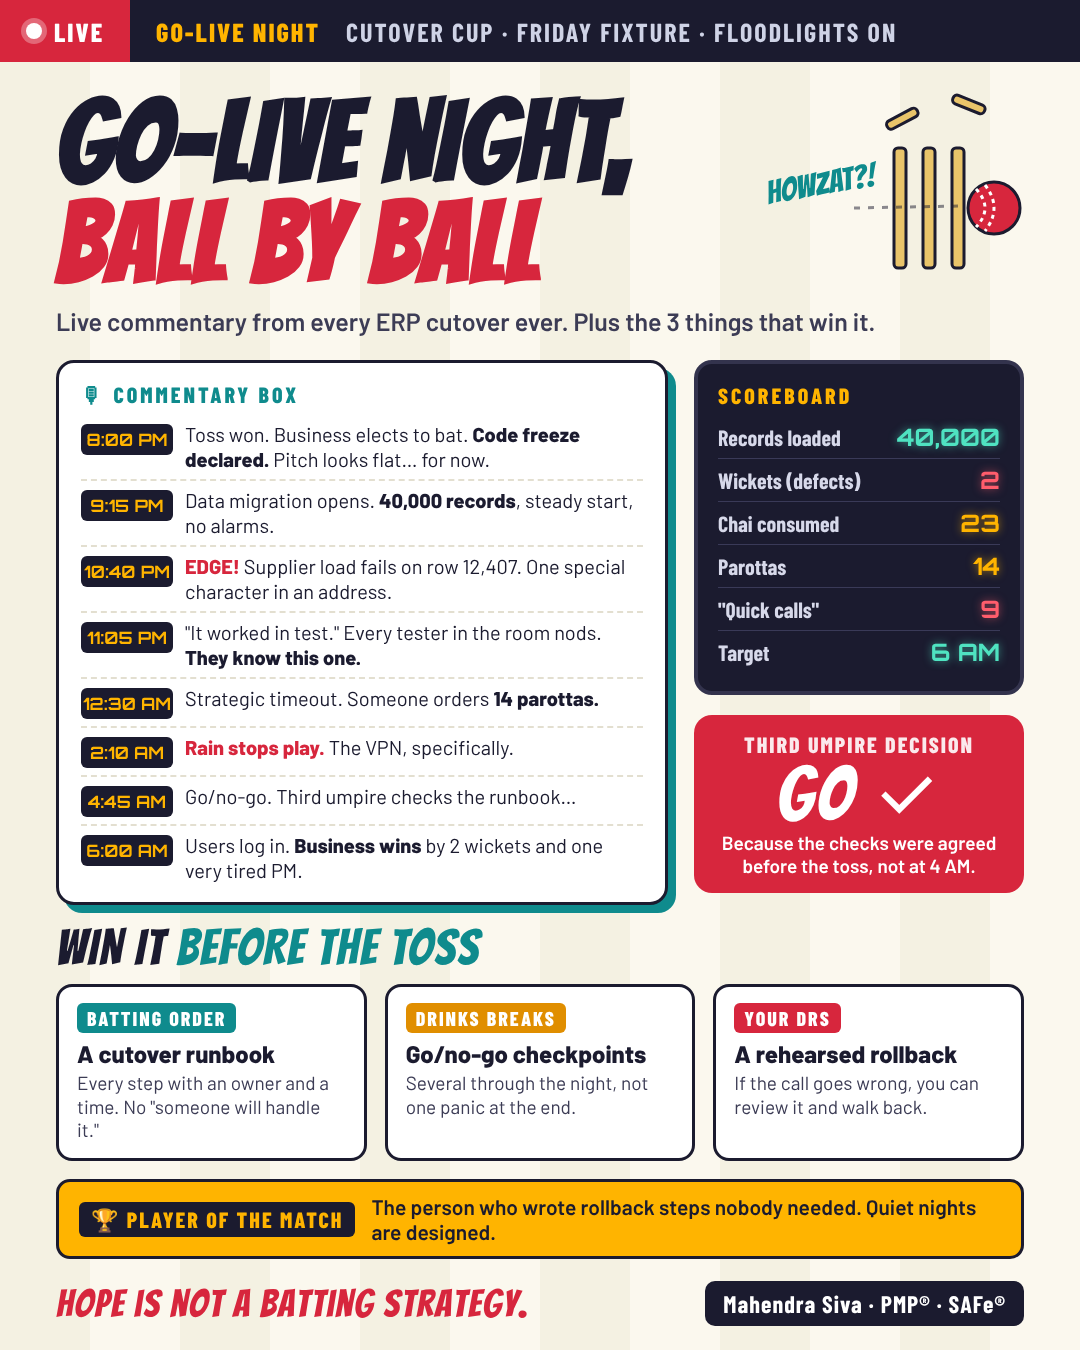 LIVE GO-LIVE NIGHT CUTOVER CUP · FRIDAY FIXTURE · FLOODLIGHTS ON
GO-LIVE NIGHT,
BALL BY BALL
HOWZAT?!
Live commentary from every ERP cutover ever. Plus the 3 things that win it.
COMMENTARY BOX
8:00 PM Toss won. Business elects to bat. Code freeze
declared. Pitch looks flat... for now.
9:15 PM Data migration opens. 40,000 records, steady start,
no alarms.
10:40 PM EDGE! Supplier load fails on row 12,407. One special
character in an address.
11:05 PM "It worked in test." Every tester in the room nods.
They know this one.
12:30 AM Strategic timeout. Someone orders 14 parottas.
2:10 AM Rain stops play. The VPN, specifically.
4:45 AM Go/no-go. Third umpire checks the runbook...
6:00 AM Users log in. Business wins by 2 wickets and one
very tired PM.
SCOREBOARD
Records loaded 40,000
Wickets (defects) 2
Chai consumed 23
Parottas 14
"Quick calls" 9
Target 6 AM
THIRD UMPIRE DECISION
GO ✓
Because the checks were agreed
before the toss, not at 4 AM.
WIN IT BEFORE THE TOSS
BATTING ORDER
A cutover runbook
Every step with an owner and a
time. No "someone will handle
it."
DRINKS BREAKS
Go/no-go checkpoints
Several through the night, not
one panic at the end.
YOUR DRS
A rehearsed rollback
If the call goes wrong, you can
review it and walk back.
🏆 PLAYER OF THE MATCH
The person who wrote rollback steps nobody needed. Quiet nights
are designed.
HOPE IS NOT A BATTING STRATEGY.
Mahendra Siva · PMP® · SAFe®